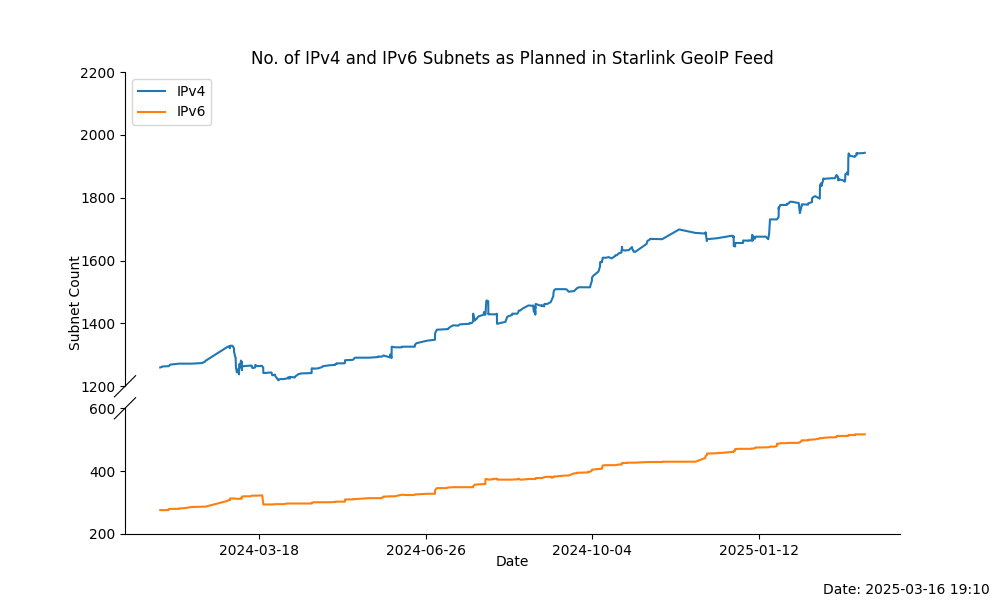 No. of IPv4 and IPv6 Subnets as Planned in Starlink GeoIP Feed
2200
IPv4
IPv6
2000
1800
1600
Subnet Count
1400
1200
600
400
200
2024-03-18 2024-06-26 2024-10-04 2025-01-12
Date
Date: 2025-03-16 19:10